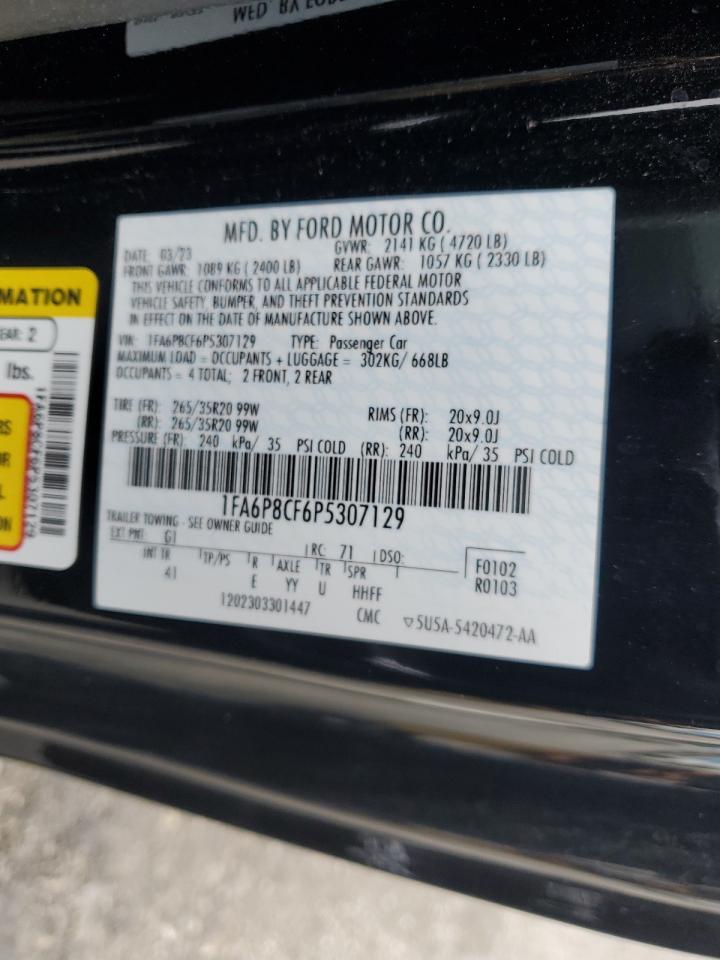 MFD. BY FORD MOTOR CO.
DATE: 03/23 GVWR: 2141 KG ( 4720 LB)
FRONT GAWR: 1089 KG ( 2400 LB) REAR GAWR: 1057 KG ( 2330 LB)
THIS VEHICLE CONFORMS TO ALL APPLICABLE FEDERAL MOTOR
VEHICLE SAFETY, BUMPER, AND THEFT PREVENTION STANDARDS
IN EFFECT ON THE DATE OF MANUFACTURE SHOWN ABOVE.
VIN: 1FA6P8CF6P5307129 TYPE: Passenger Car
MAXIMUM LOAD = OCCUPANTS + LUGGAGE = 302KG/ 668LB
OCCUPANTS = 4 TOTAL; 2 FRONT, 2 REAR
TIRE (FR): 265/35R20 99W RIMS (FR): 20x9.0J
(RR): 265/35R20 99W (RR): 20x9.0J
PRESSURE (FR): 240 kPa/ 35 PSI COLD (RR): 240 kPa/ 35 PSI COLD
1FA6P8CF6P5307129
TRAILER TOWING - SEE OWNER GUIDE
EXT PNT: G1 RC: 71 DSO:
INT TR TP/PS R AXLE TR SPR
41 E YY U HHFF
F0102
R0103
1202303301447 CMC ▽5U5A-5420472-AA
MATION
EAR: 2
lbs.
RS
OR
L
ON
1FA6P8CF6P5307129